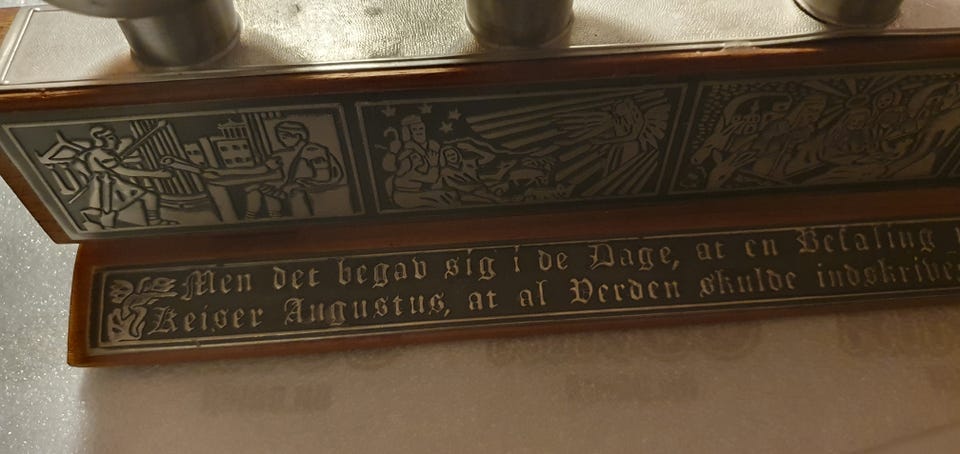 Men det begav sig i de Dage, at en Befaling
Keiser Augustus, at al Verden skulde indskrives